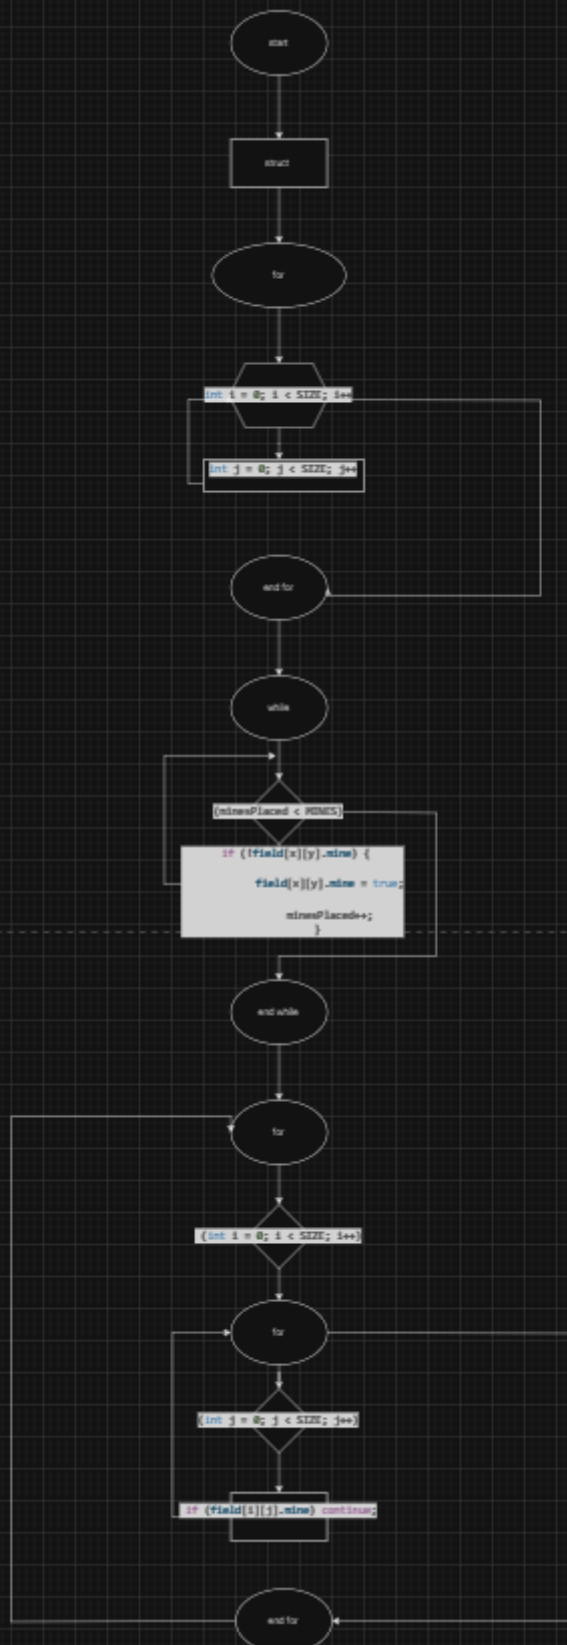 start
struct
for
int i = 0; i < SIZE; i++
int j = 0; j < SIZE; j++
end for
while
(minesPlaced < MINES)
if (!field[x][y].mine) {
field[x][y].mine = true;
minesPlaced++;
}
end while
for
(int i = 0; i < SIZE; i++)
for
(int j = 0; j < SIZE; j++)
if (field[i][j].mine) continue;
end for